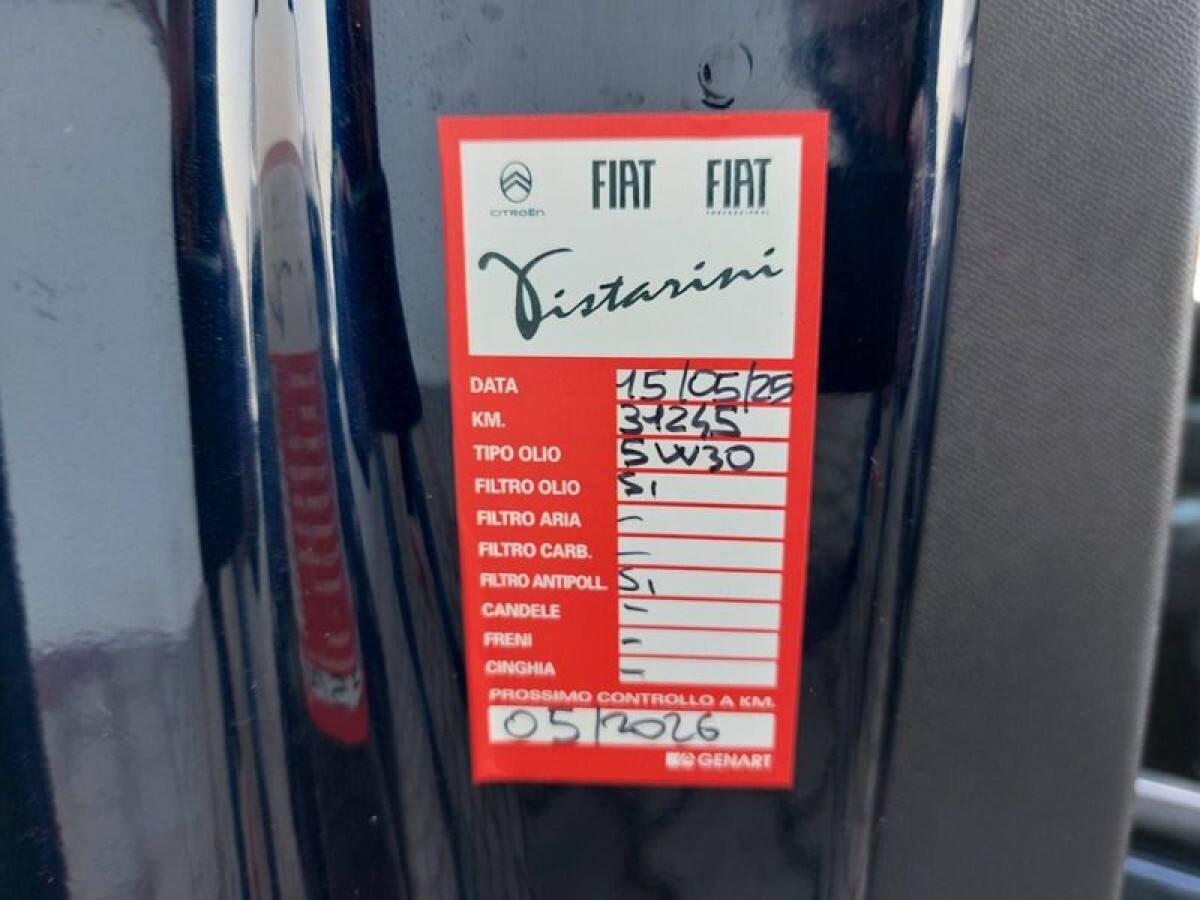 CITROËN FIAT FIAT
PROFESSIONAL
Vistarini
DATA 15/05/25
KM. 31245
TIPO OLIO 5W30
FILTRO OLIO Si
FILTRO ARIA -
FILTRO CARB. -
FILTRO ANTIPOLL. Si
CANDELE -
FRENI -
CINGHIA -
PROSSIMO CONTROLLO A KM.
05/2026
GENART